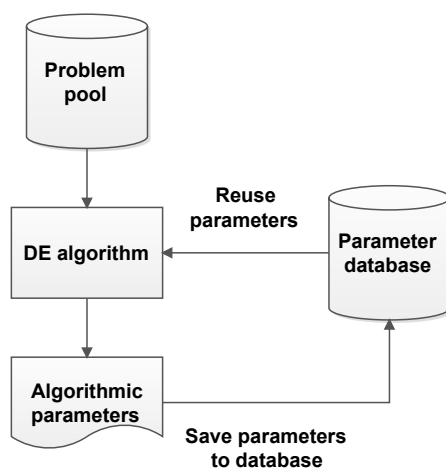 Problem
pool
Reuse
parameters
DE algorithm
Parameter
database
Algorithmic
parameters
Save parameters
to database